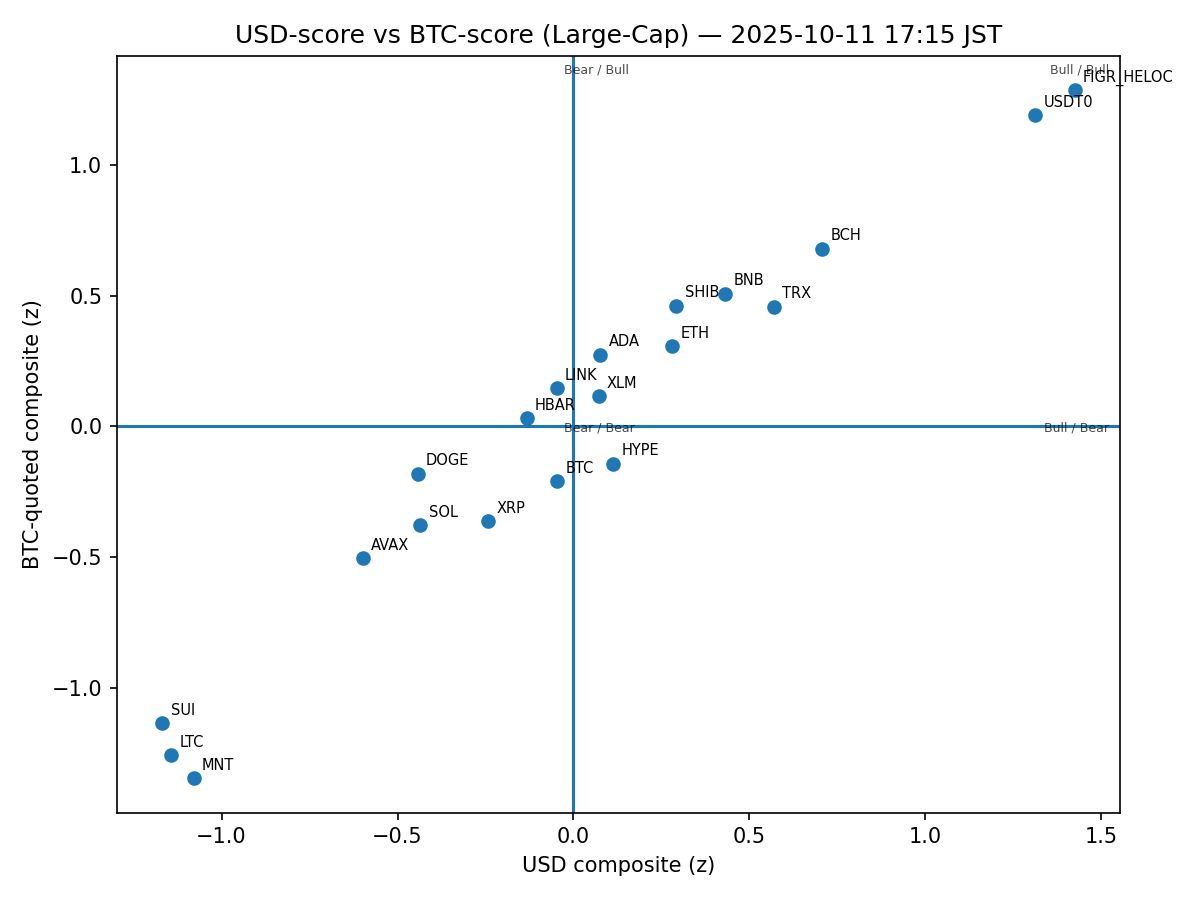 USD-score vs BTC-score (Large-Cap) — 2025-10-11 17:15 JST
Bear / Bull
Bull / Bull
FIGR_HELOC
USDT0
BCH
BNB
SHIB
TRX
ETH
ADA
LINK
XLM
HBAR
Bear / Bear
Bull / Bear
HYPE
DOGE
BTC
XRP
SOL
AVAX
SUI
LTC
MNT
1.0
0.5
0.0
−0.5
−1.0
BTC-quoted composite (z)
−1.0
−0.5
0.0
0.5
1.0
1.5
USD composite (z)